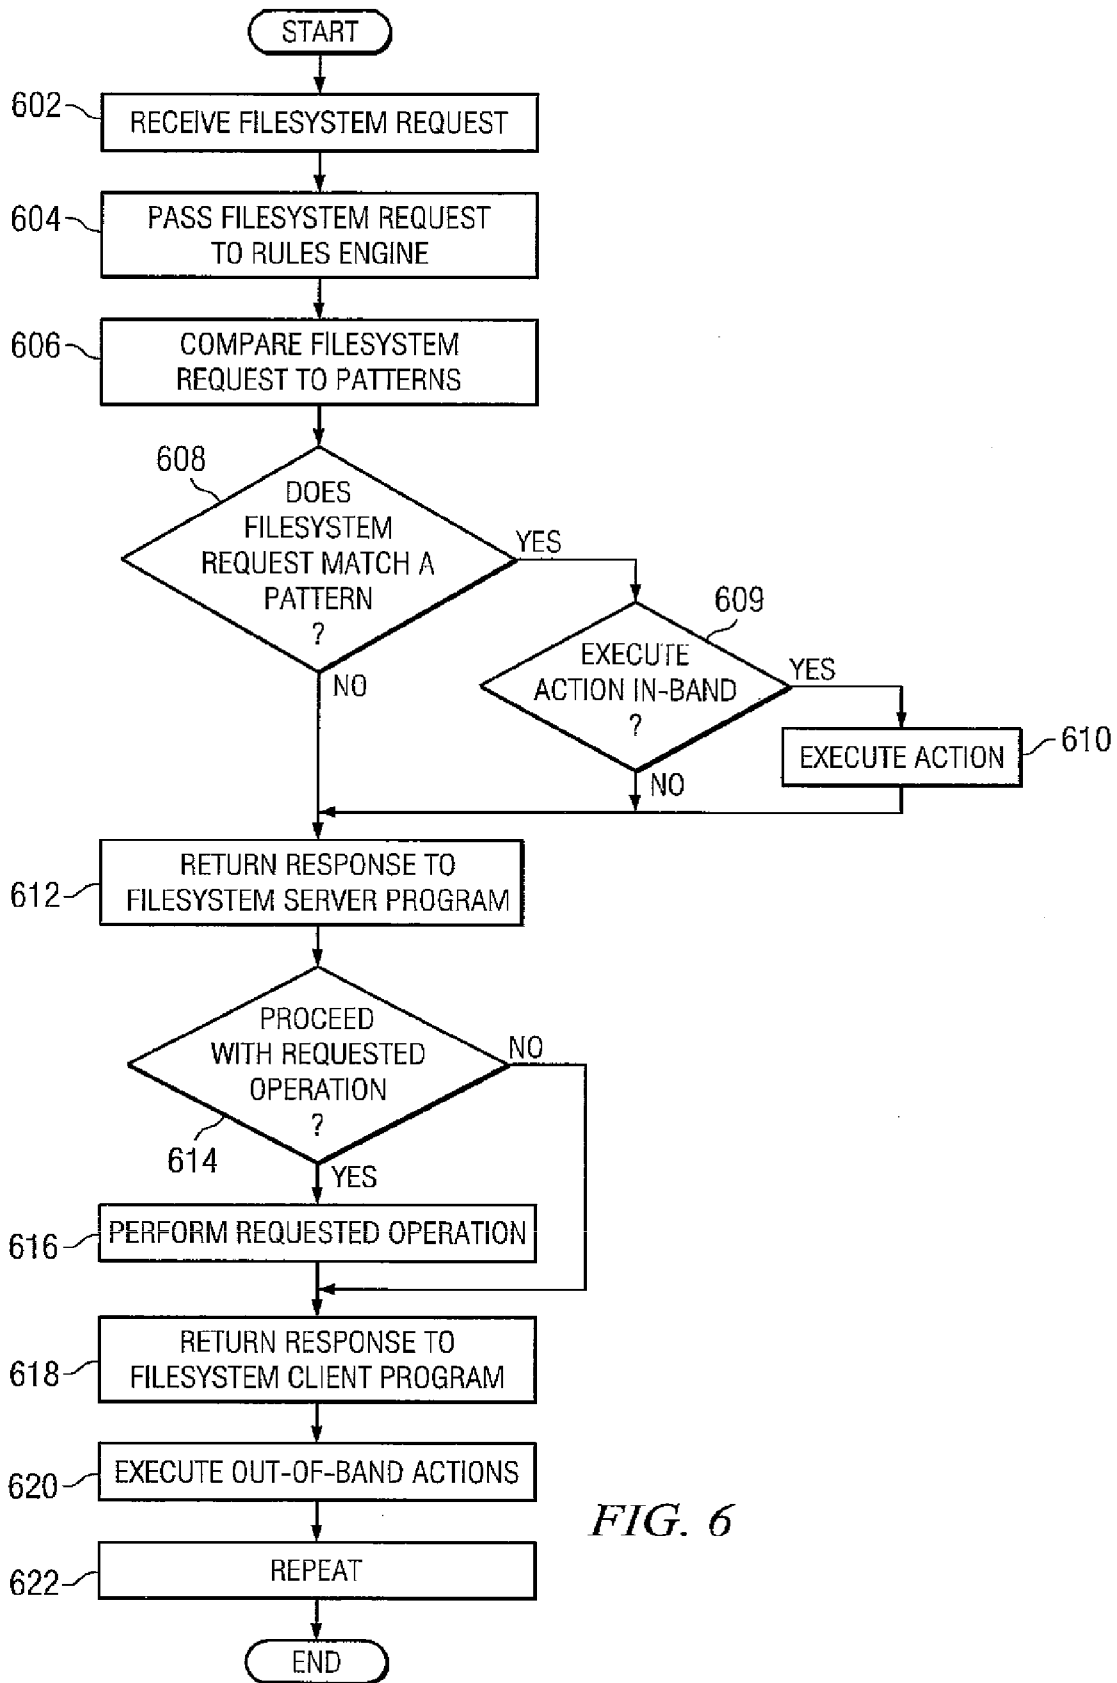 START
602
RECEIVE FILESYSTEM REQUEST
604
PASS FILESYSTEM REQUEST
TO RULES ENGINE
606
COMPARE FILESYSTEM
REQUEST TO PATTERNS
608
DOES
FILESYSTEM
REQUEST MATCH A
PATTERN
?
YES
NO
609
EXECUTE
ACTION IN-BAND
?
YES
NO
EXECUTE ACTION
610
612
RETURN RESPONSE TO
FILESYSTEM SERVER PROGRAM
PROCEED
WITH REQUESTED
OPERATION
?
NO
614
YES
616
PERFORM REQUESTED OPERATION
618
RETURN RESPONSE TO
FILESYSTEM CLIENT PROGRAM
620
EXECUTE OUT-OF-BAND ACTIONS
622
REPEAT
END
FIG. 6